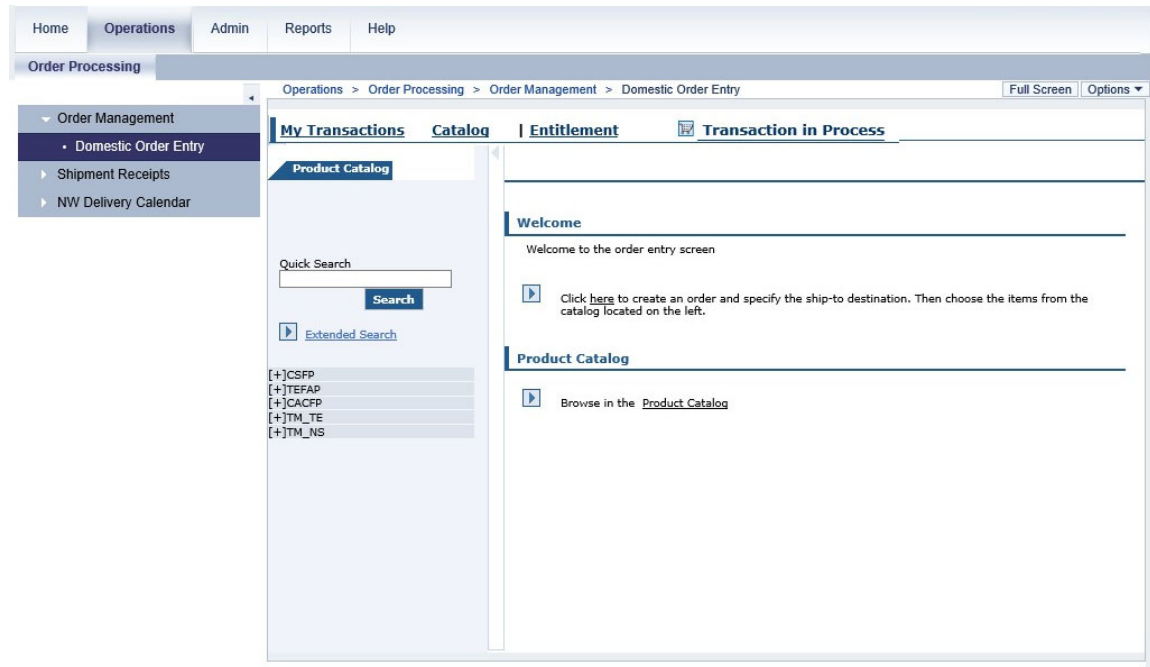 Home Operations Admin Reports Help
Order Processing
Operations > Order Processing > Order Management > Domestic Order Entry Full Screen Options
Order Management
Domestic Order Entry
Shipment Receipts
NW Delivery Calendar
My Transactions Catalog | Entitlement Transaction in Process
Product Catalog
Quick Search
Search
Extended Search
[+]CSFP
[+]TEFAP
[+]CACFP
[+]TM_TE
[+]TM_NS
Welcome
Welcome to the order entry screen
Click here to create an order and specify the ship-to destination. Then choose the items from the
catalog located on the left.
Product Catalog
Browse in the Product Catalog